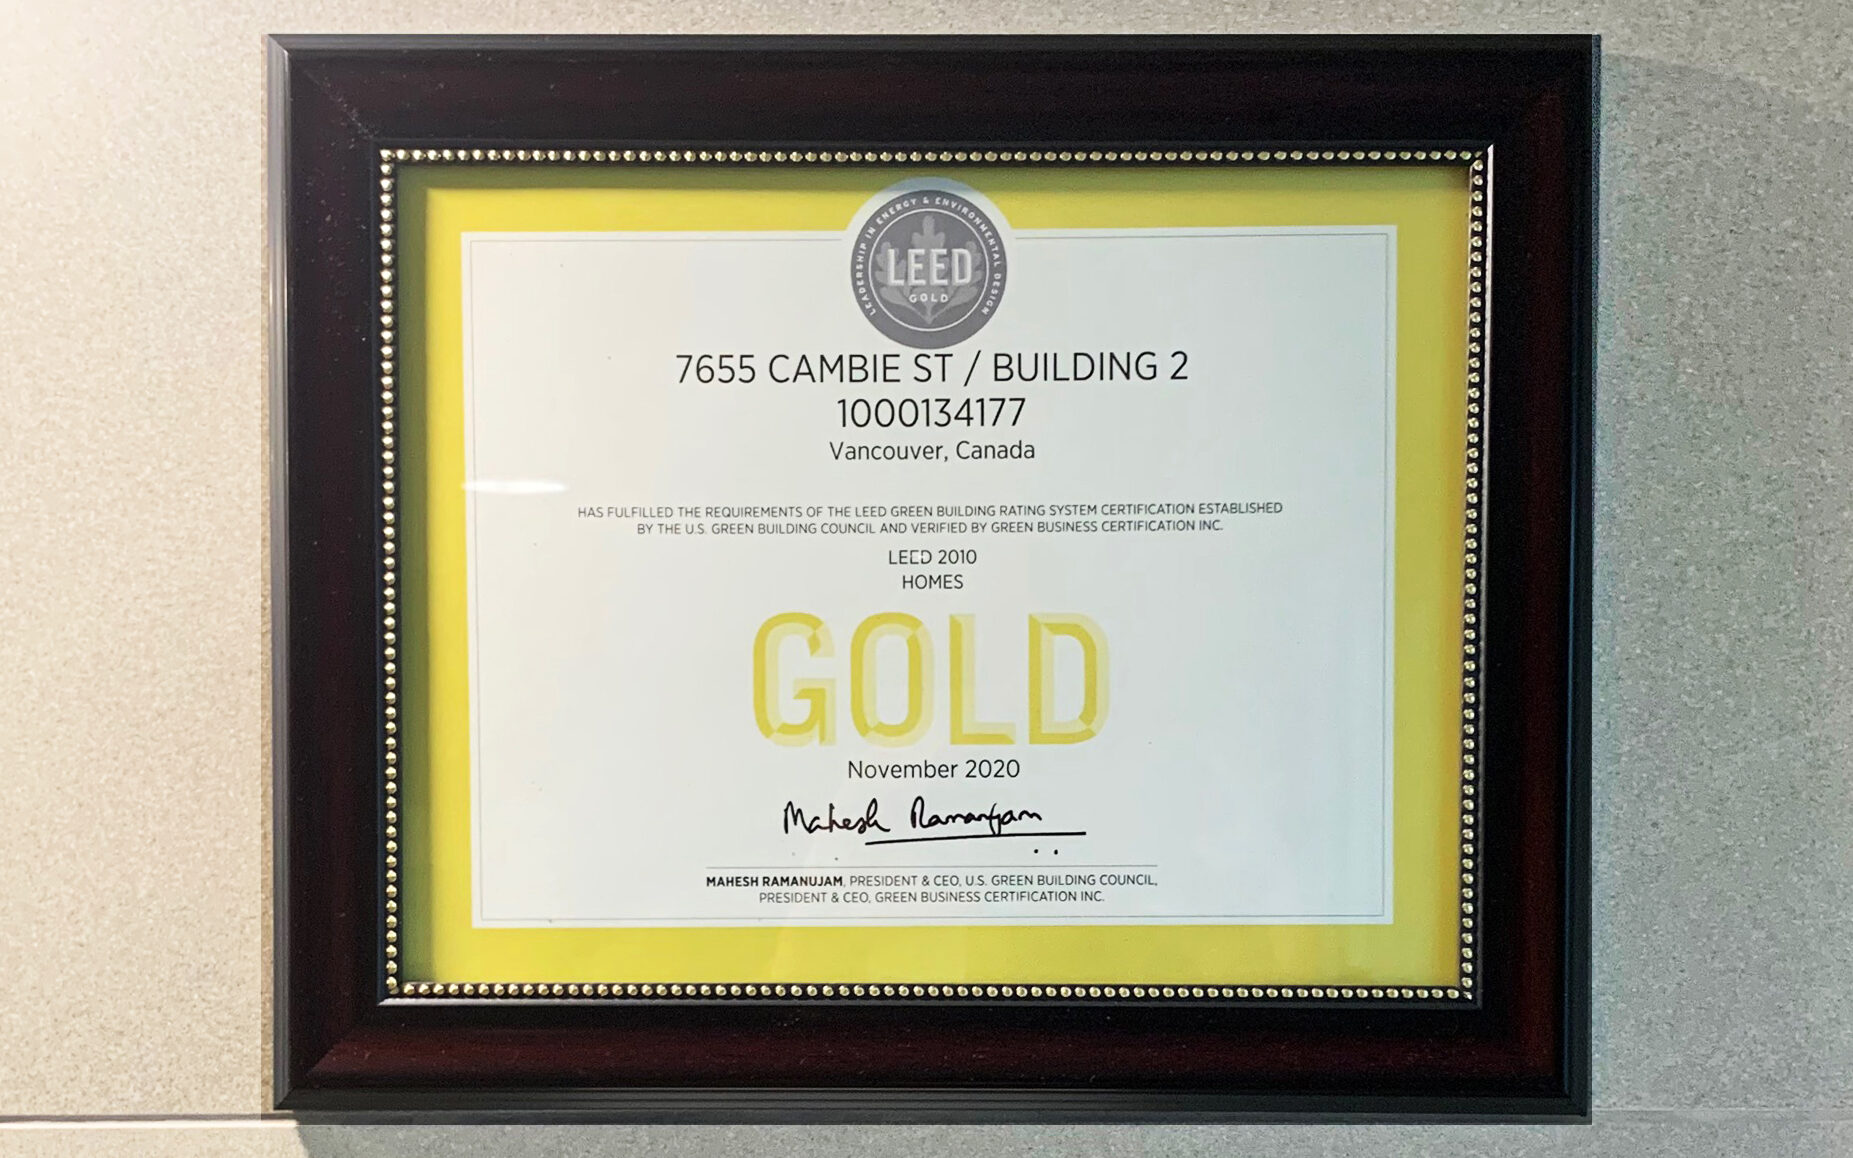 LEADERSHIP IN ENERGY & ENVIRONMENTAL DESIGN
LEED
GOLD
7655 CAMBIE ST / BUILDING 2
1000134177
Vancouver, Canada
HAS FULFILLED THE REQUIREMENTS OF THE LEED GREEN BUILDING RATING SYSTEM CERTIFICATION ESTABLISHED
BY THE U.S. GREEN BUILDING COUNCIL AND VERIFIED BY GREEN BUSINESS CERTIFICATION INC.
LEED 2010
HOMES
GOLD
November 2020
Mahesh Ramanujam
MAHESH RAMANUJAM, PRESIDENT & CEO, U.S. GREEN BUILDING COUNCIL,
PRESIDENT & CEO, GREEN BUSINESS CERTIFICATION INC.